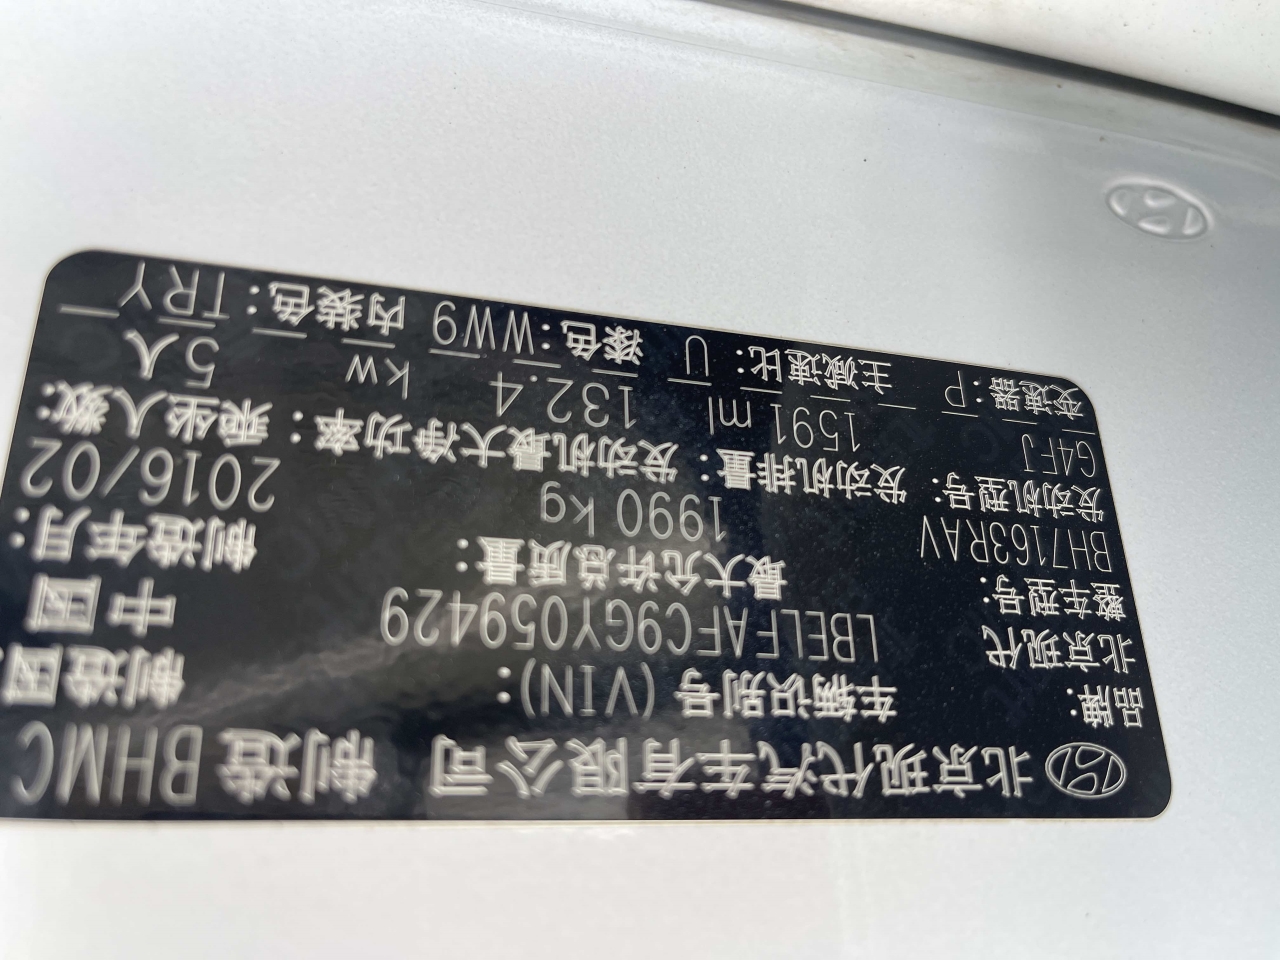 北京现代汽车有限公司 制造 BHMC
品牌: 车辆识别号 (VIN): 制造国:
北京现代 LBELFAFC9GY059429 中国
整车型号: 最大允许总质量: 制造年月:
BH7163RAV 1990 kg 2016/02
发动机型号: 发动机排量: 发动机最大净功率: 乘坐人数:
G4FJ 1591 ml 132.4 kw 5人
变速器: P 主减速比: U 漆色: WW9 内装色: TRY